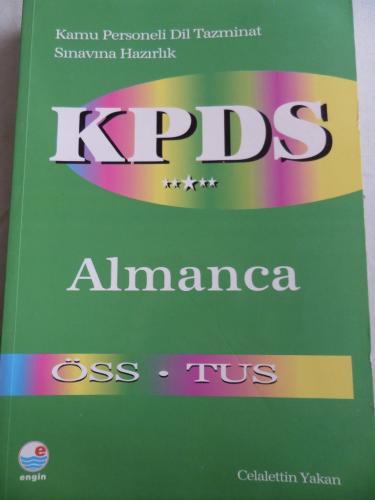 Kamu Personeli Dil Tazminat
Sınavına Hazırlık
KPDS
Almanca
ÖSS • TUS
e
engin
Celalettin Yakan